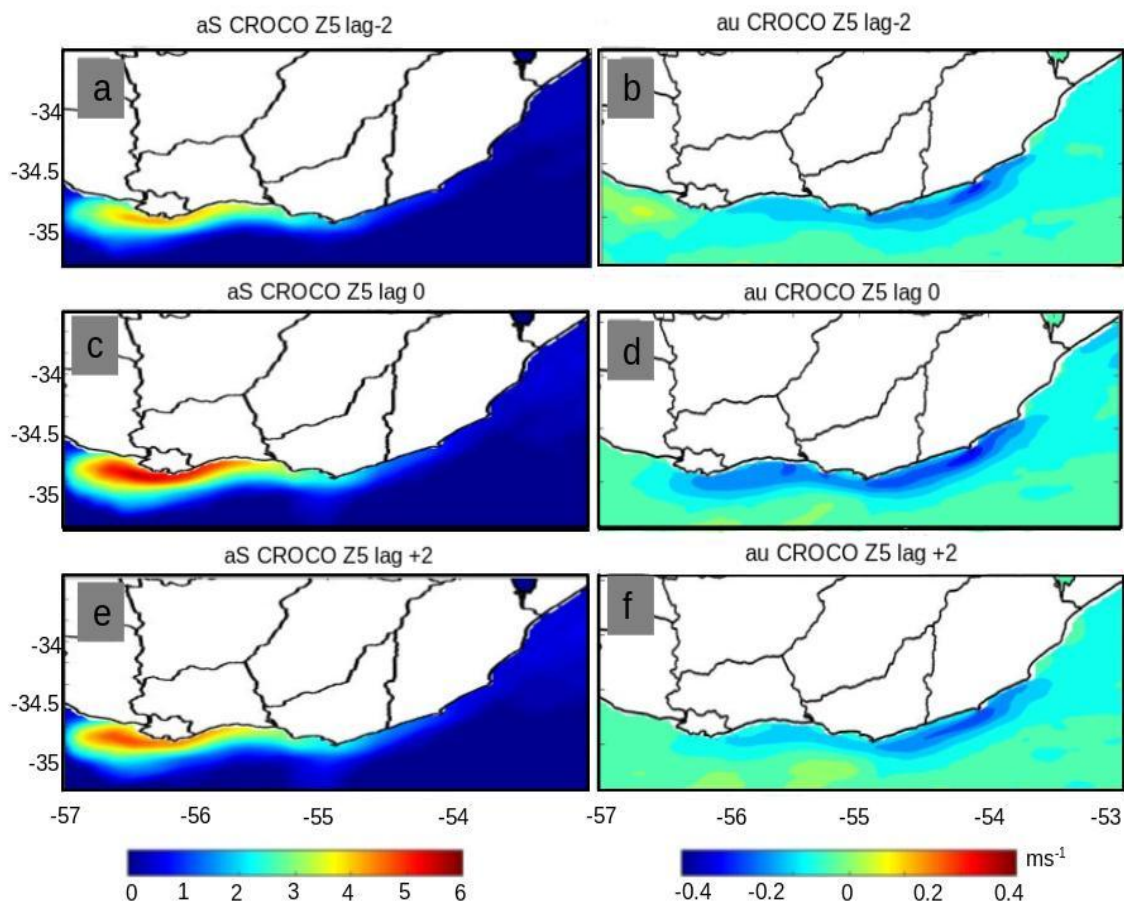 aS CROCO Z5 lag-2
au CROCO Z5 lag-2
a
b
-34
-34.5
-35
aS CROCO Z5 lag 0
au CROCO Z5 lag 0
c
d
-34
-34.5
-35
aS CROCO Z5 lag +2
au CROCO Z5 lag +2
e
f
-34
-34.5
-35
-57 -56 -55 -54 -57 -56 -55 -54 -53
0 1 2 3 4 5 6
-0.4 -0.2 0 0.2 0.4
ms⁻¹